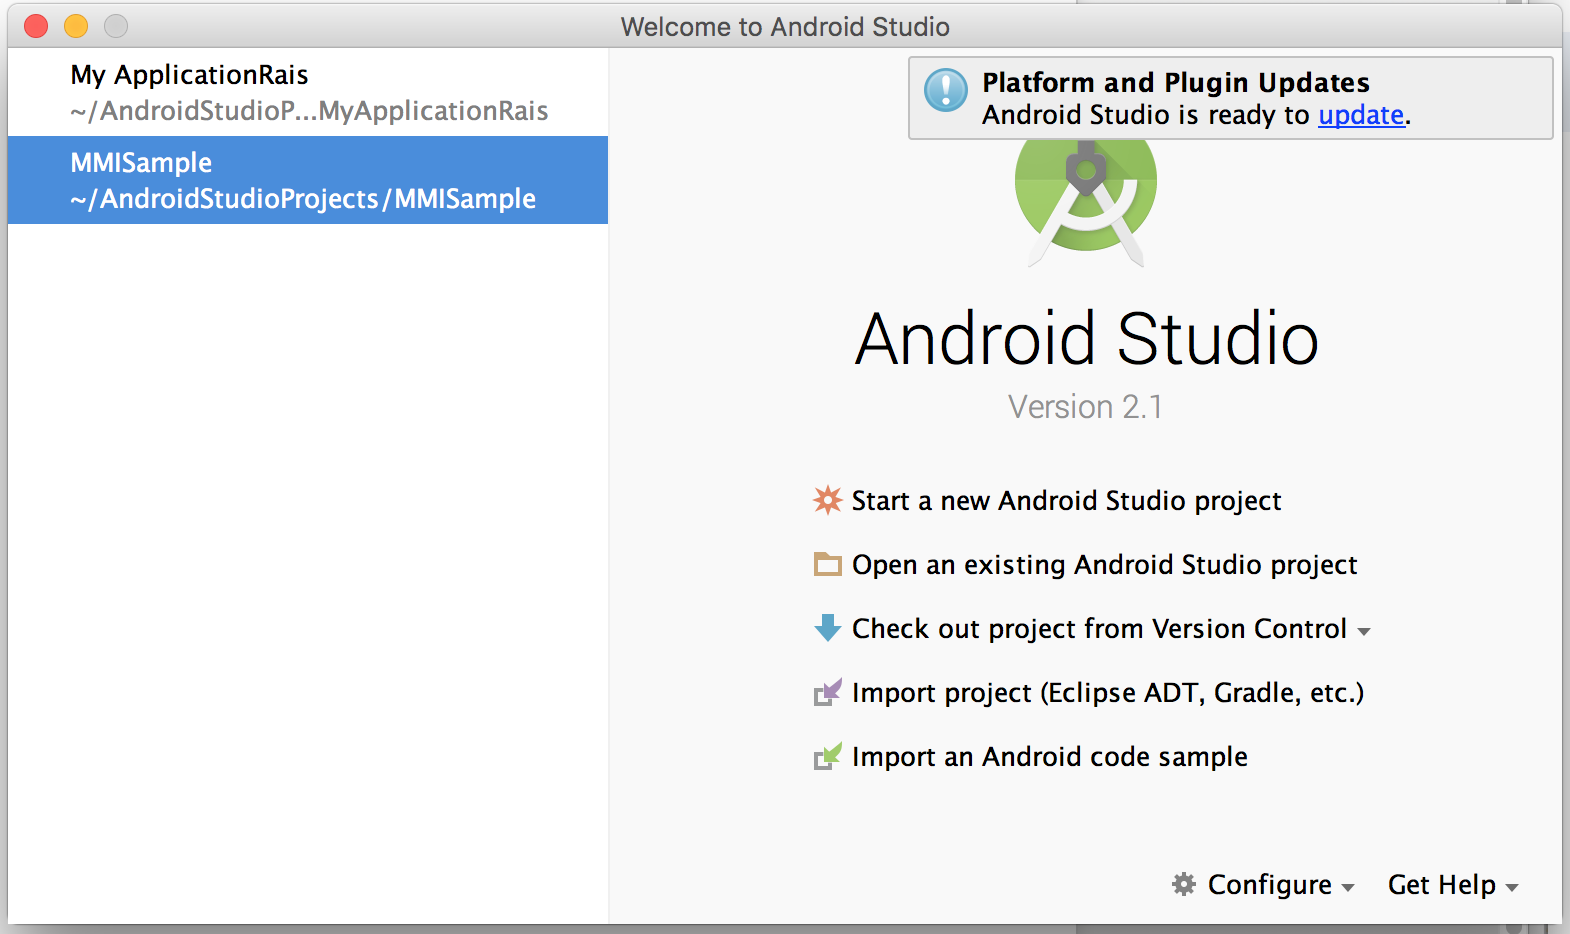 Welcome to Android Studio
My ApplicationRais
~/AndroidStudioP...MyApplicationRais
MMISample
~/AndroidStudioProjects/MMISample
Platform and Plugin Updates
Android Studio is ready to update.
Android Studio
Version 2.1
Start a new Android Studio project
Open an existing Android Studio project
Check out project from Version Control
Import project (Eclipse ADT, Gradle, etc.)
Import an Android code sample
Configure
Get Help